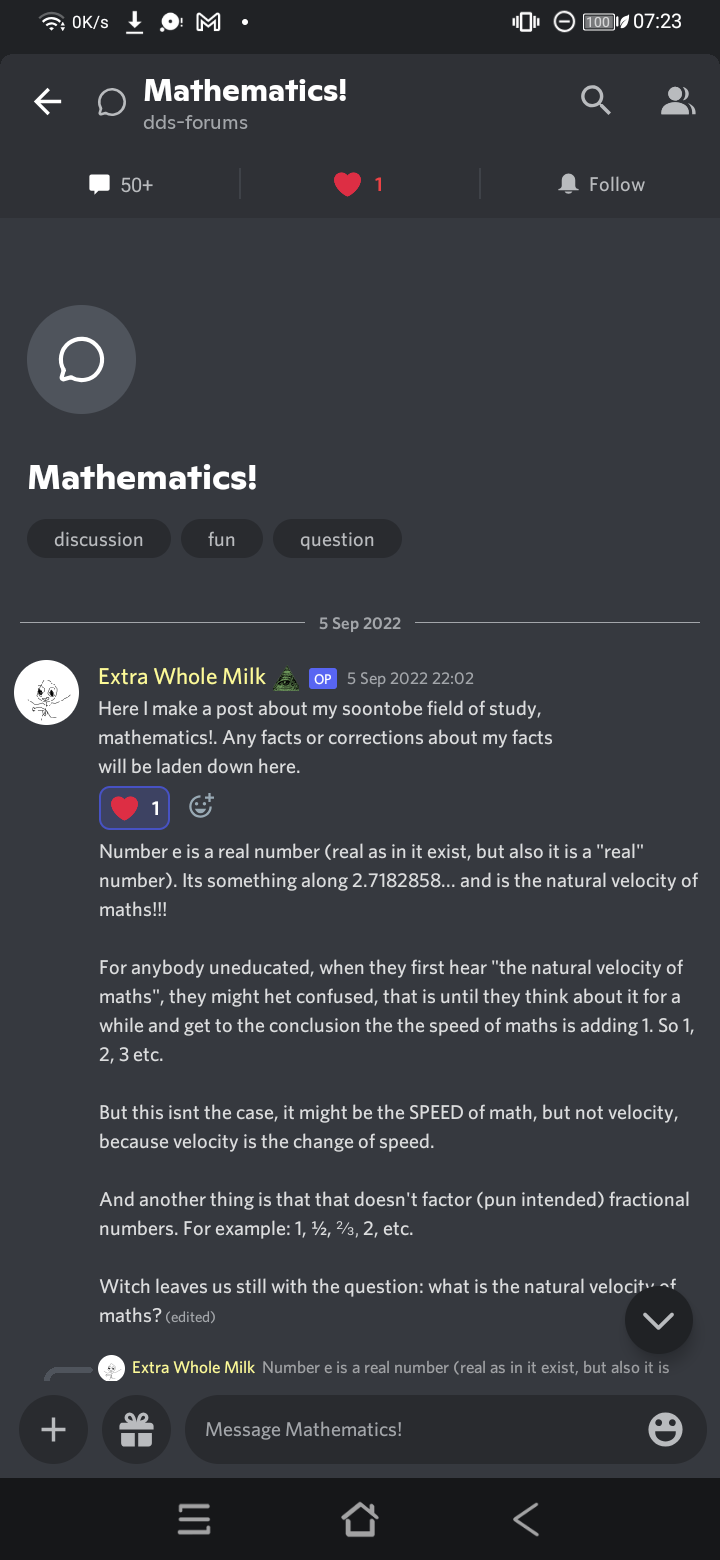 0K/s
100
07:23
Mathematics!
dds-forums
50+
1
Follow
Mathematics!
discussion
fun
question
5 Sep 2022
Extra Whole Milk OP 5 Sep 2022 22:02
Here I make a post about my soontobe field of study,
mathematics!. Any facts or corrections about my facts
will be laden down here.
1
Number e is a real number (real as in it exist, but also it is a "real"
number). Its something along 2.7182858... and is the natural velocity of
maths!!!
For anybody uneducated, when they first hear "the natural velocity of
maths", they might het confused, that is until they think about it for a
while and get to the conclusion the the speed of maths is adding 1. So 1,
2, 3 etc.
But this isnt the case, it might be the SPEED of math, but not velocity,
because velocity is the change of speed.
And another thing is that that doesn't factor (pun intended) fractional
numbers. For example: 1, ½, ⅔, 2, etc.
Witch leaves us still with the question: what is the natural velocity of
maths? (edited)
Extra Whole Milk Number e is a real number (real as in it exist, but also it is
Message Mathematics!